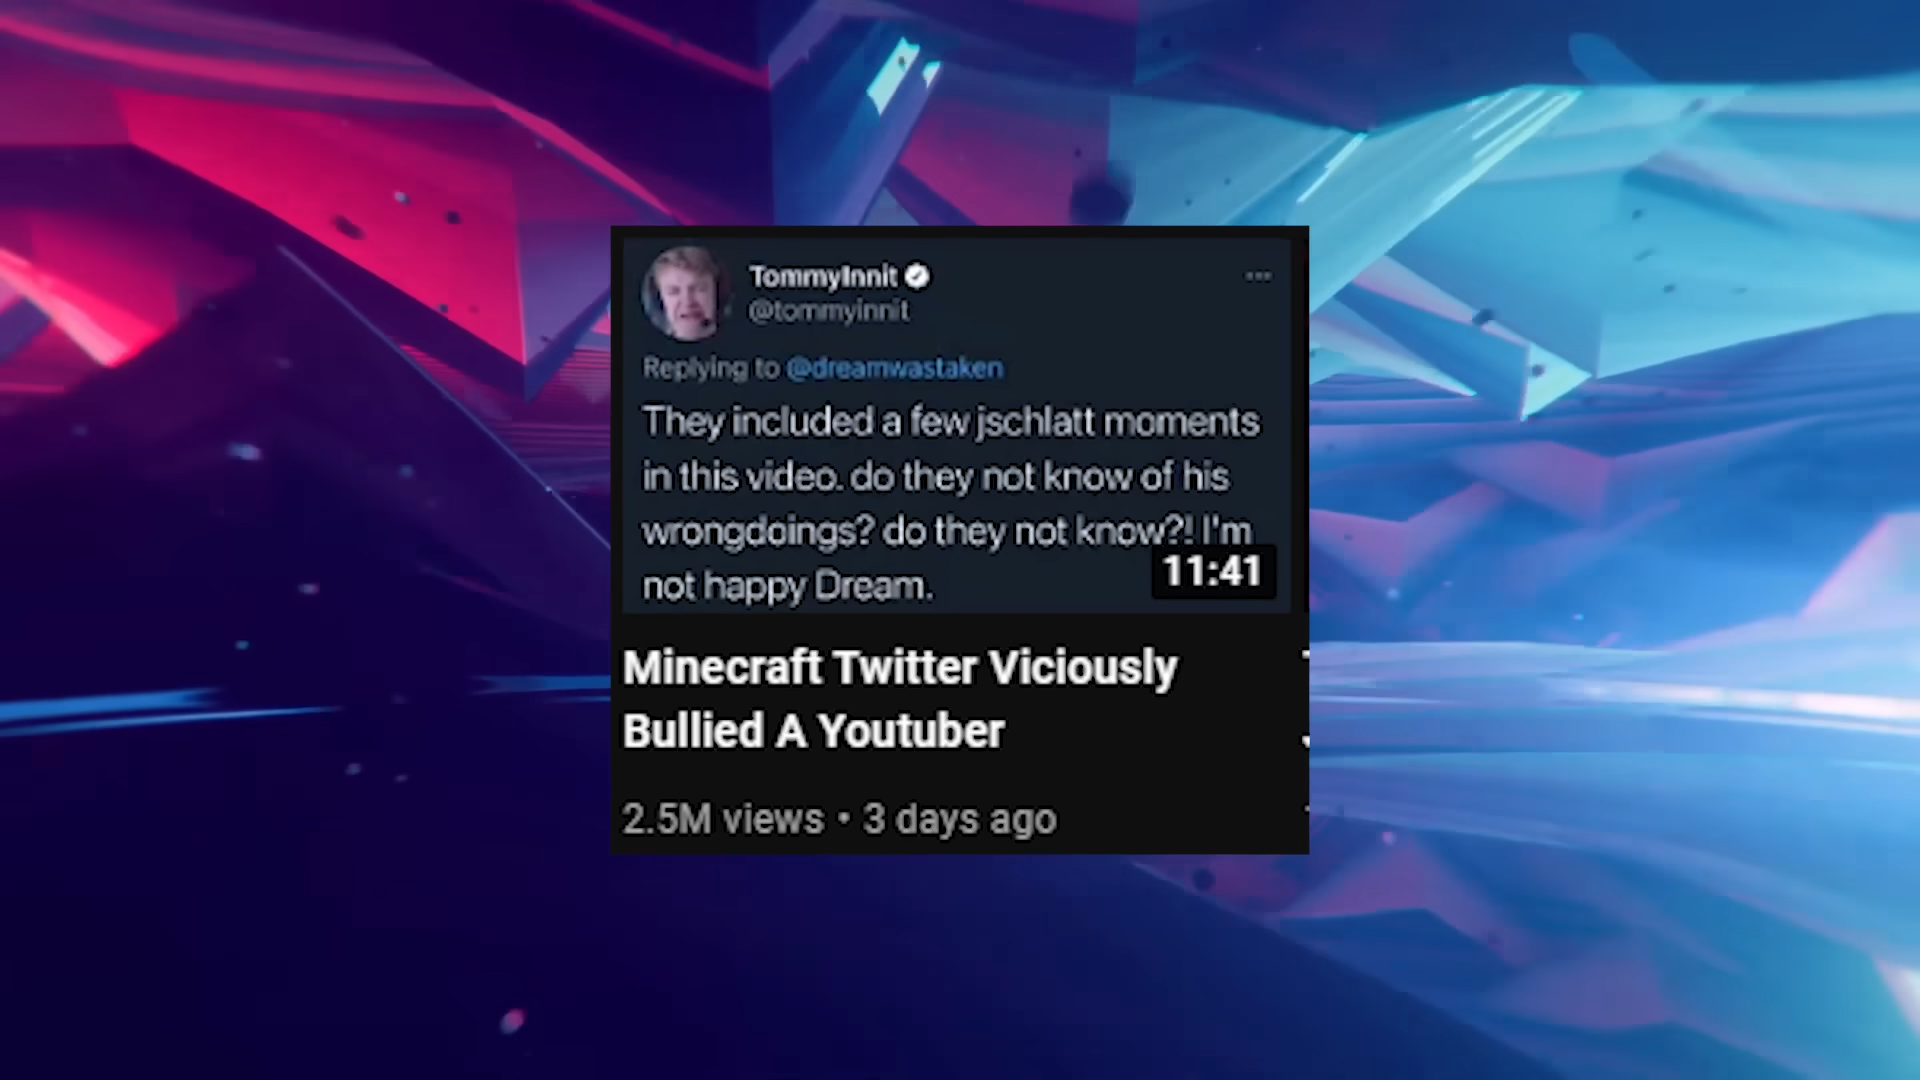 TommyInnit
@tommyinnit
Replying to @dreamwastaken
They included a few jschlatt moments
in this video. do they not know of his
wrongdoings? do they not know?! I'm
not happy Dream.
11:41
Minecraft Twitter Viciously
Bullied A Youtuber
2.5M views • 3 days ago